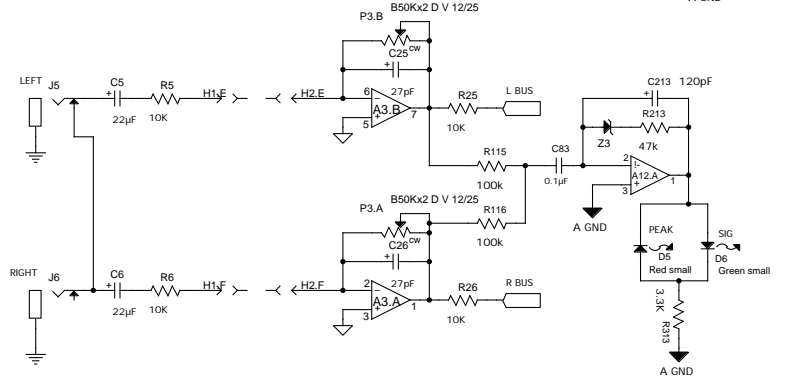 A GND
B50Kx2 D V 12/25
P3.B
C25 CW
+
LEFT
J5
+ C5
R5
H1.E
H2.E
22µF
10K
6 27pF
A3.B
5
7
R25
10K
L BUS
C213 120pF
+
R213
Z3
47k
R115
100k
C83
0.1µF
2
A12.A
3
1
A GND
B50Kx2 D V 12/25
P3.A
R116
100k
C26 CW
+
PEAK
D5
Red small
SIG
D6
Green small
RIGHT
J6
+ C6
R6
H1.F
H2.F
22µF
10K
2 27pF
A3.A
3
1
R26
10K
R BUS
3.3K
R313
A GND